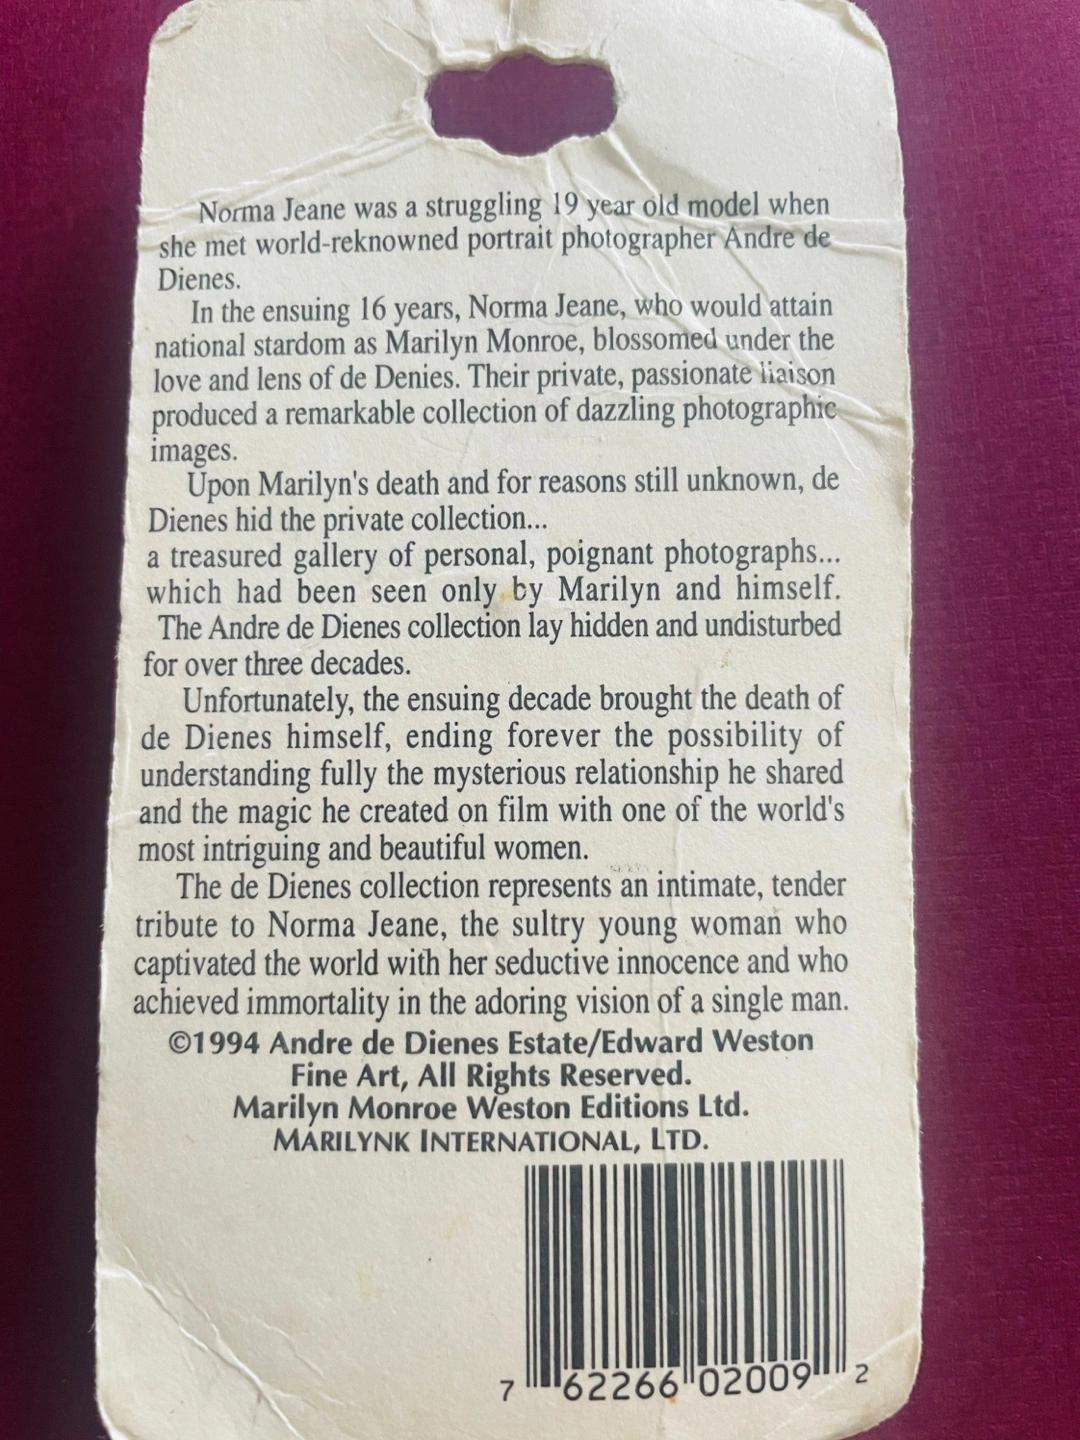 Norma Jeane was a struggling 19 year old model when
she met world-reknowned portrait photographer Andre de
Dienes.
In the ensuing 16 years, Norma Jeane, who would attain
national stardom as Marilyn Monroe, blossomed under the
love and lens of de Denies. Their private, passionate liaison
produced a remarkable collection of dazzling photographic
images.
Upon Marilyn's death and for reasons still unknown, de
Dienes hid the private collection...
a treasured gallery of personal, poignant photographs...
which had been seen only by Marilyn and himself.
The Andre de Dienes collection lay hidden and undisturbed
for over three decades.
Unfortunately, the ensuing decade brought the death of
de Dienes himself, ending forever the possibility of
understanding fully the mysterious relationship he shared
and the magic he created on film with one of the world's
most intriguing and beautiful women.
The de Dienes collection represents an intimate, tender
tribute to Norma Jeane, the sultry young woman who
captivated the world with her seductive innocence and who
achieved immortality in the adoring vision of a single man.
©1994 Andre de Dienes Estate/Edward Weston
Fine Art, All Rights Reserved.
Marilyn Monroe Weston Editions Ltd.
MARILYNK INTERNATIONAL, LTD.
7 62266 02009 2